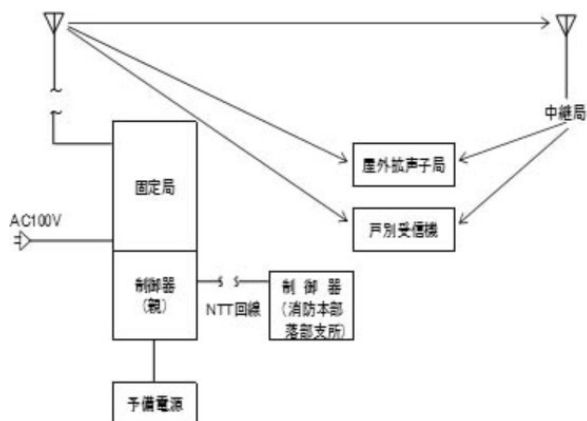 中継局
屋外拡声子局
固定局
戸別受信機
AC100V
制御器
(親)
NTT回線
制 御 器
(消防本部
落部支所)
予備電源